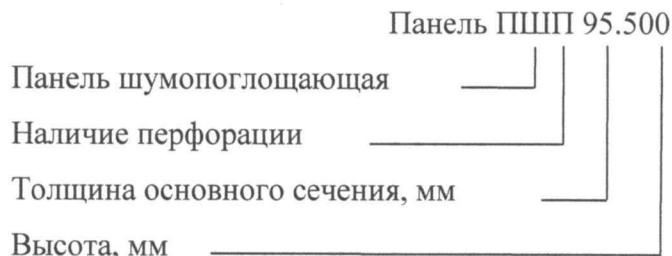 Панель ПШП 95.500
Панель шумопоглощающая
Наличие перфорации
Толщина основного сечения, мм
Высота, мм